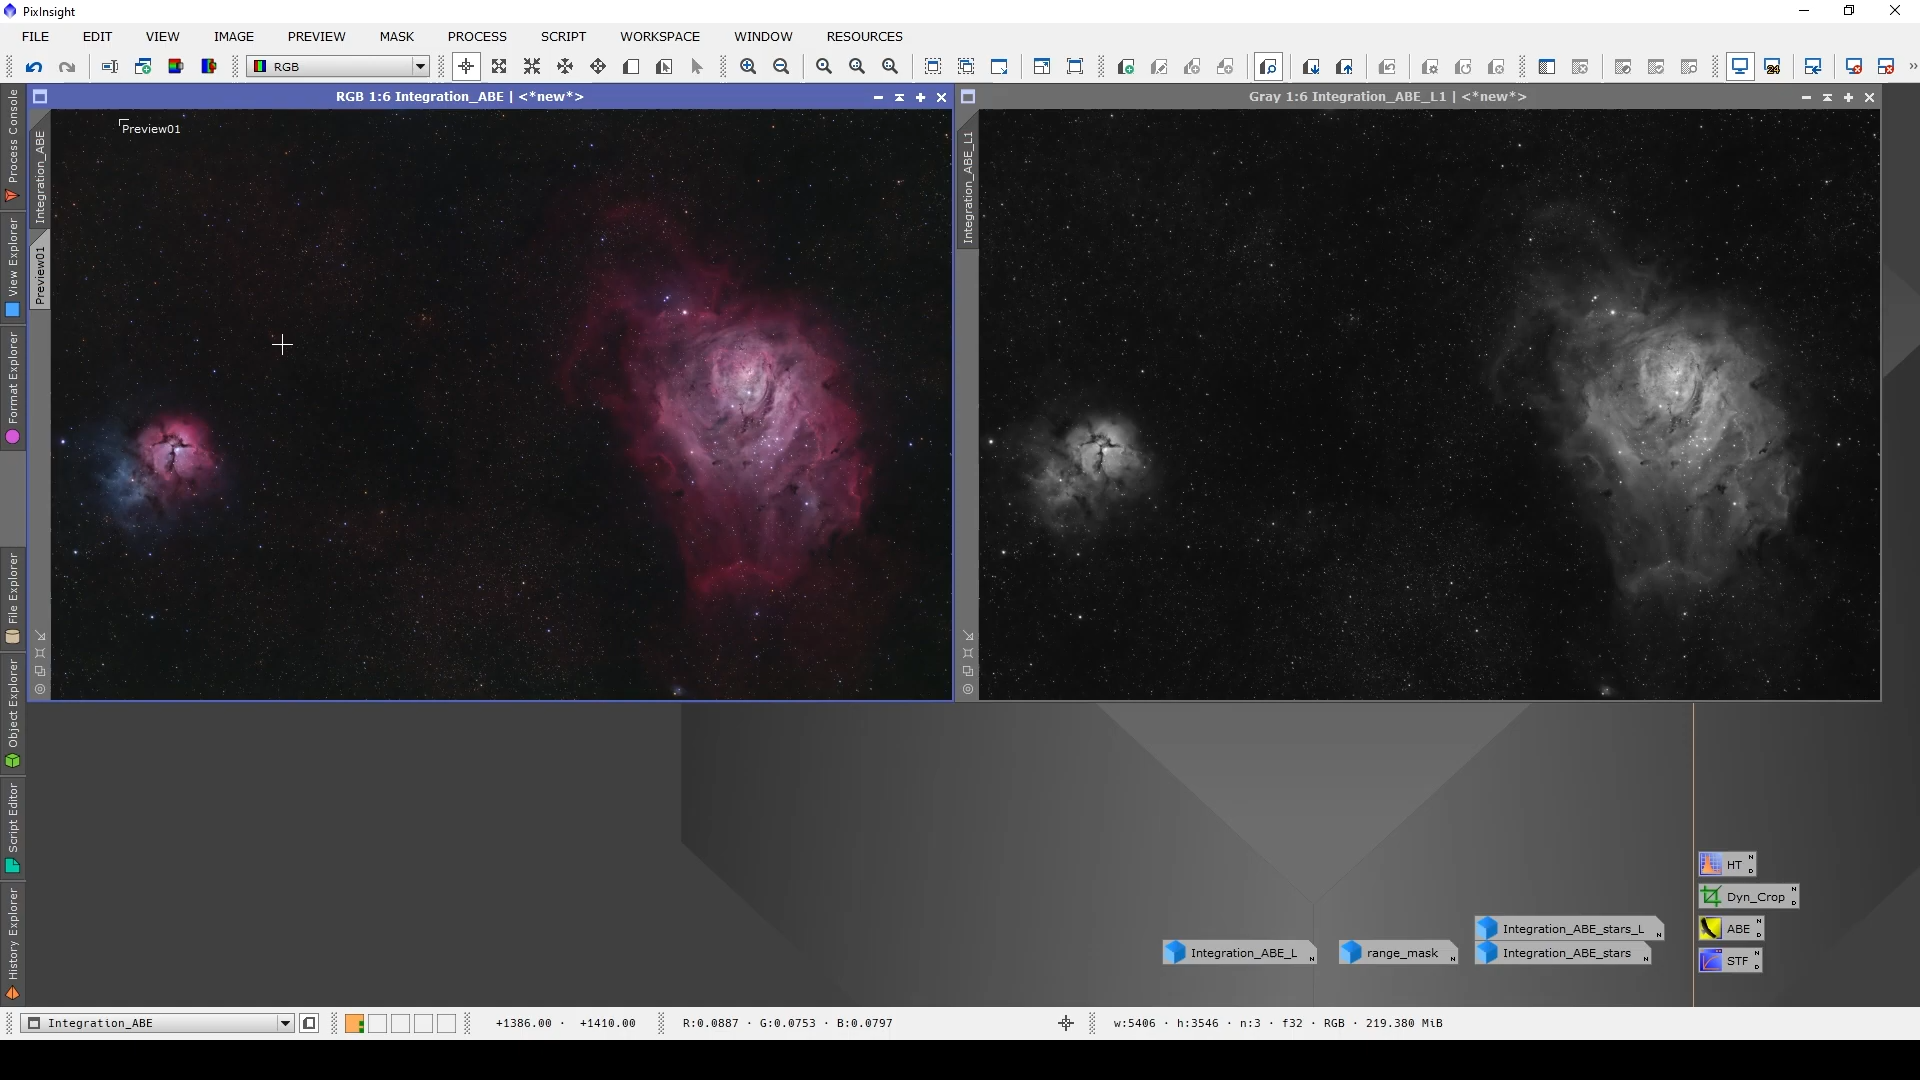 PixInsight
FILE EDIT VIEW IMAGE PREVIEW MASK PROCESS SCRIPT WORKSPACE WINDOW RESOURCES
RGB
24
RGB 1:6 Integration_ABE | <*new*>
Gray 1:6 Integration_ABE_L1 | <*new*>
Process Console
View Explorer
Format Explorer
File Explorer
Object Explorer
Script Editor
History Explorer
Integration_ABE
Preview01
Preview01
Integration_ABE_L1
HT
Dyn_Crop
ABE
STF
Integration_ABE_stars_L
Integration_ABE_stars
range_mask
Integration_ABE_L
Integration_ABE
+1386.00 · +1410.00
R:0.0887 · G:0.0753 · B:0.0797
w:5406 · h:3546 · n:3 · f32 · RGB · 219.380 MiB